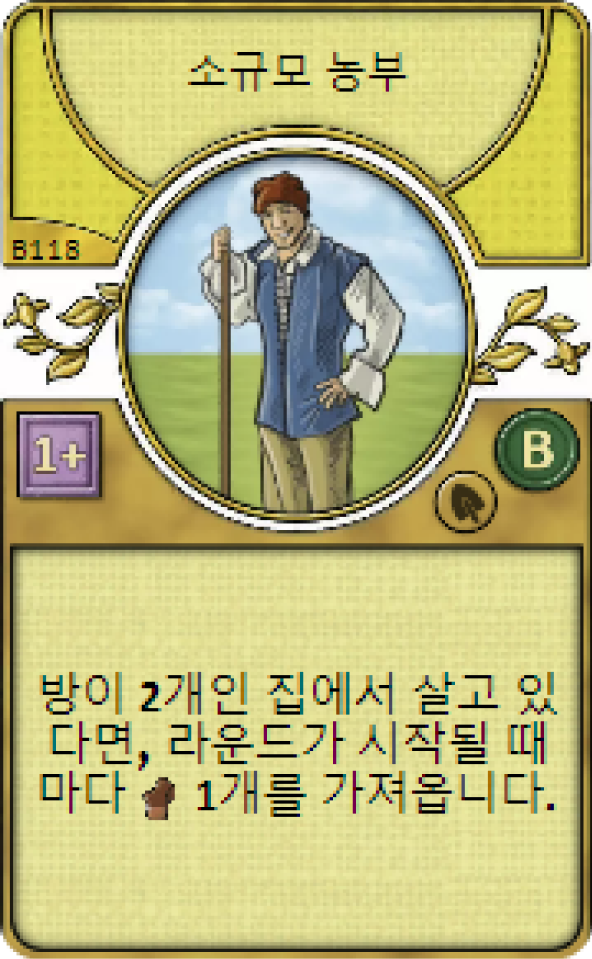 소규모 농부
B118
1+
B
방이 2개인 집에서 살고 있
다면, 라운드가 시작될 때
마다 1개를 가져옵니다.